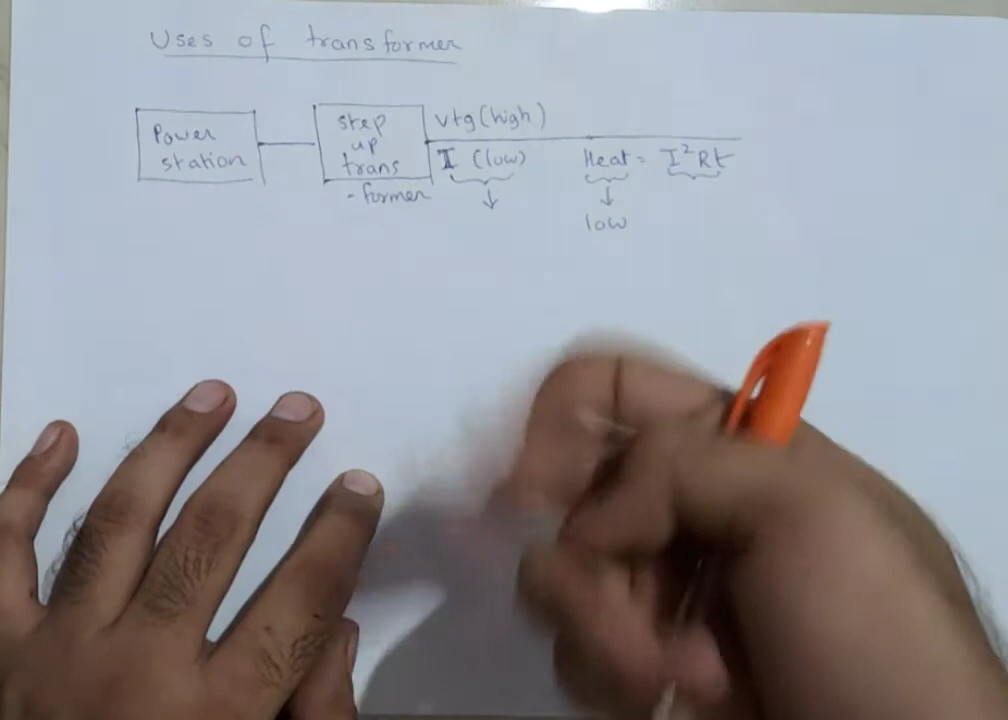 Uses of transformer
Power
station
step
up
trans
-former
vtg (high)
I (low)
↓
Heat = I²Rt
↓
low